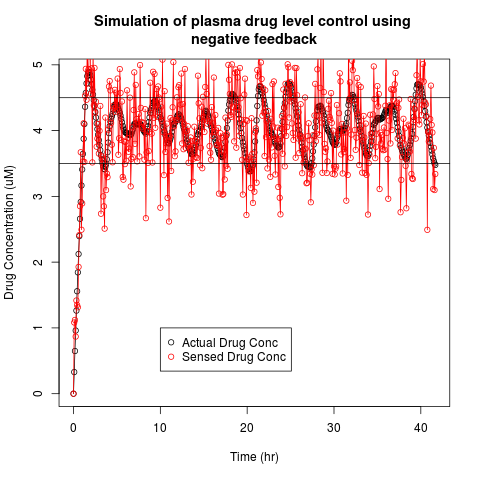 Simulation of plasma drug level control using
negative feedback
Drug Concentration (uM)
5
4
3
2
1
0
Actual Drug Conc
Sensed Drug Conc
0 10 20 30 40
Time (hr)